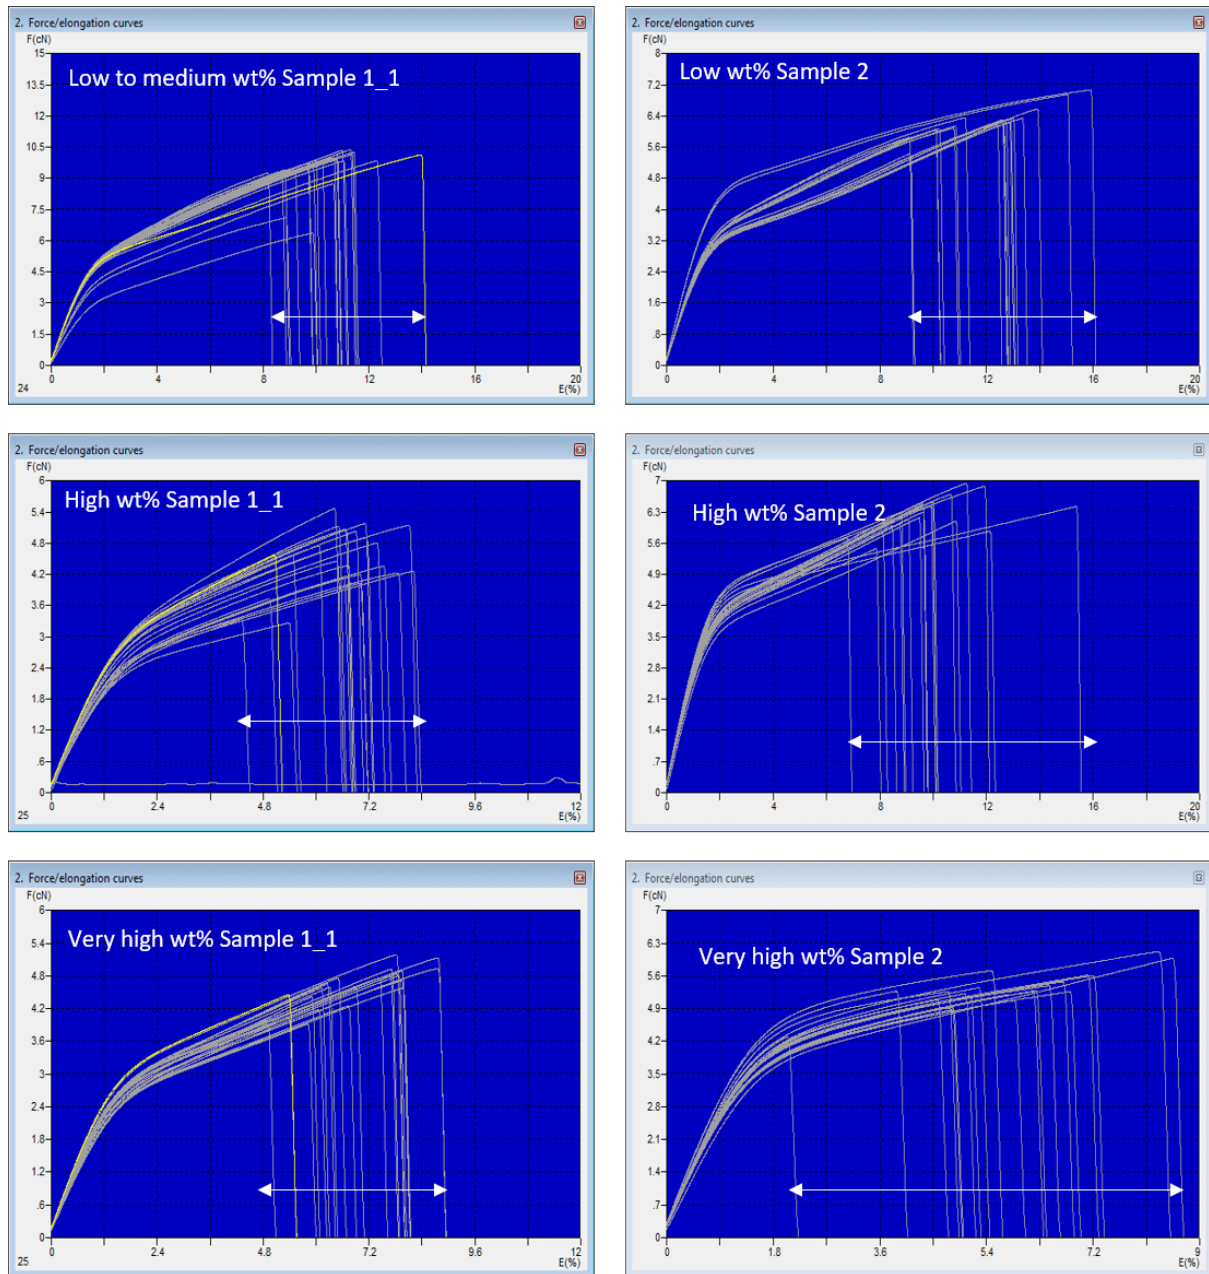 2. Force/elongation curves
F(cN)
Low to medium wt% Sample 1_1
15
13.5
12
10.5
9
7.5
6
4.5
3
1.5
0
0 4 8 12 16 20
24 E(%)
2. Force/elongation curves
F(cN)
Low wt% Sample 2
8
7.2
6.4
5.6
4.8
4
3.2
2.4
1.6
.8
0
0 4 8 12 16 20
E(%)
2. Force/elongation curves
F(cN)
High wt% Sample 1_1
6
5.4
4.8
4.2
3.6
3
2.4
1.8
1.2
.6
0
0 2.4 4.8 7.2 9.6 12
25 E(%)
2. Force/elongation curves
F(cN)
High wt% Sample 2
7
6.3
5.6
4.9
4.2
3.5
2.8
2.1
1.4
.7
0
0 4 8 12 16 20
E(%)
2. Force/elongation curves
F(cN)
Very high wt% Sample 1_1
6
5.4
4.8
4.2
3.6
3
2.4
1.8
1.2
.6
0
0 2.4 4.8 7.2 9.6 12
25 E(%)
2. Force/elongation curves
F(cN)
Very high wt% Sample 2
7
6.3
5.6
4.9
4.2
3.5
2.8
2.1
1.4
.7
0
0 1.8 3.6 5.4 7.2 9
E(%)